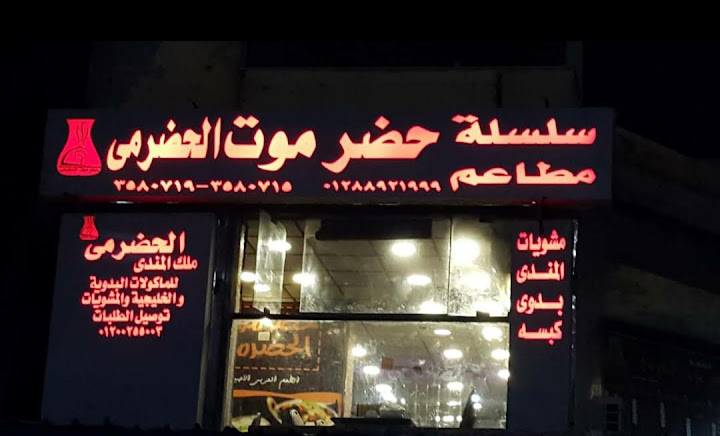 سلسلة مطاعم
حضر موت الحضرمى
٠١٢٨٨٩٢١٩٩٩ ٣٥٨٠٧١٩-٣٥٨٠٧١٥
الحضرمى
ملك المندى
للماكولات البدوية
والخليجية والمشويات
توصيل الطلبات
٠١٢٠٠٢٥٥٠٠٣
مشويات
المندى
بدوى
كبسه